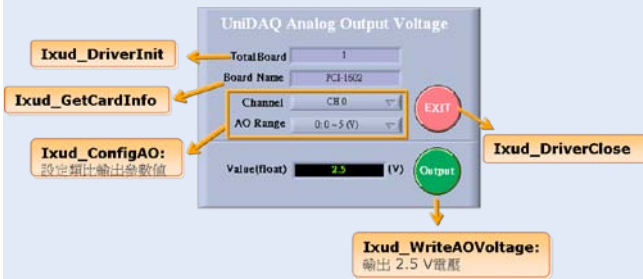 UniDAQ Analog Output Voltage
Ixud_DriverInit
TotalBoard 1
Board Name PCI-1602
Ixud_GetCardInfo
Channel CH 0
AO Range 0: 0 ~ 5 (V)
EXIT
Ixud_DriverClose
Ixud_ConfigAO:
設定類比輸出參數值
Value(float) 2.5 (V)
Output
Ixud_WriteAOVoltage:
輸出 2.5 V電壓